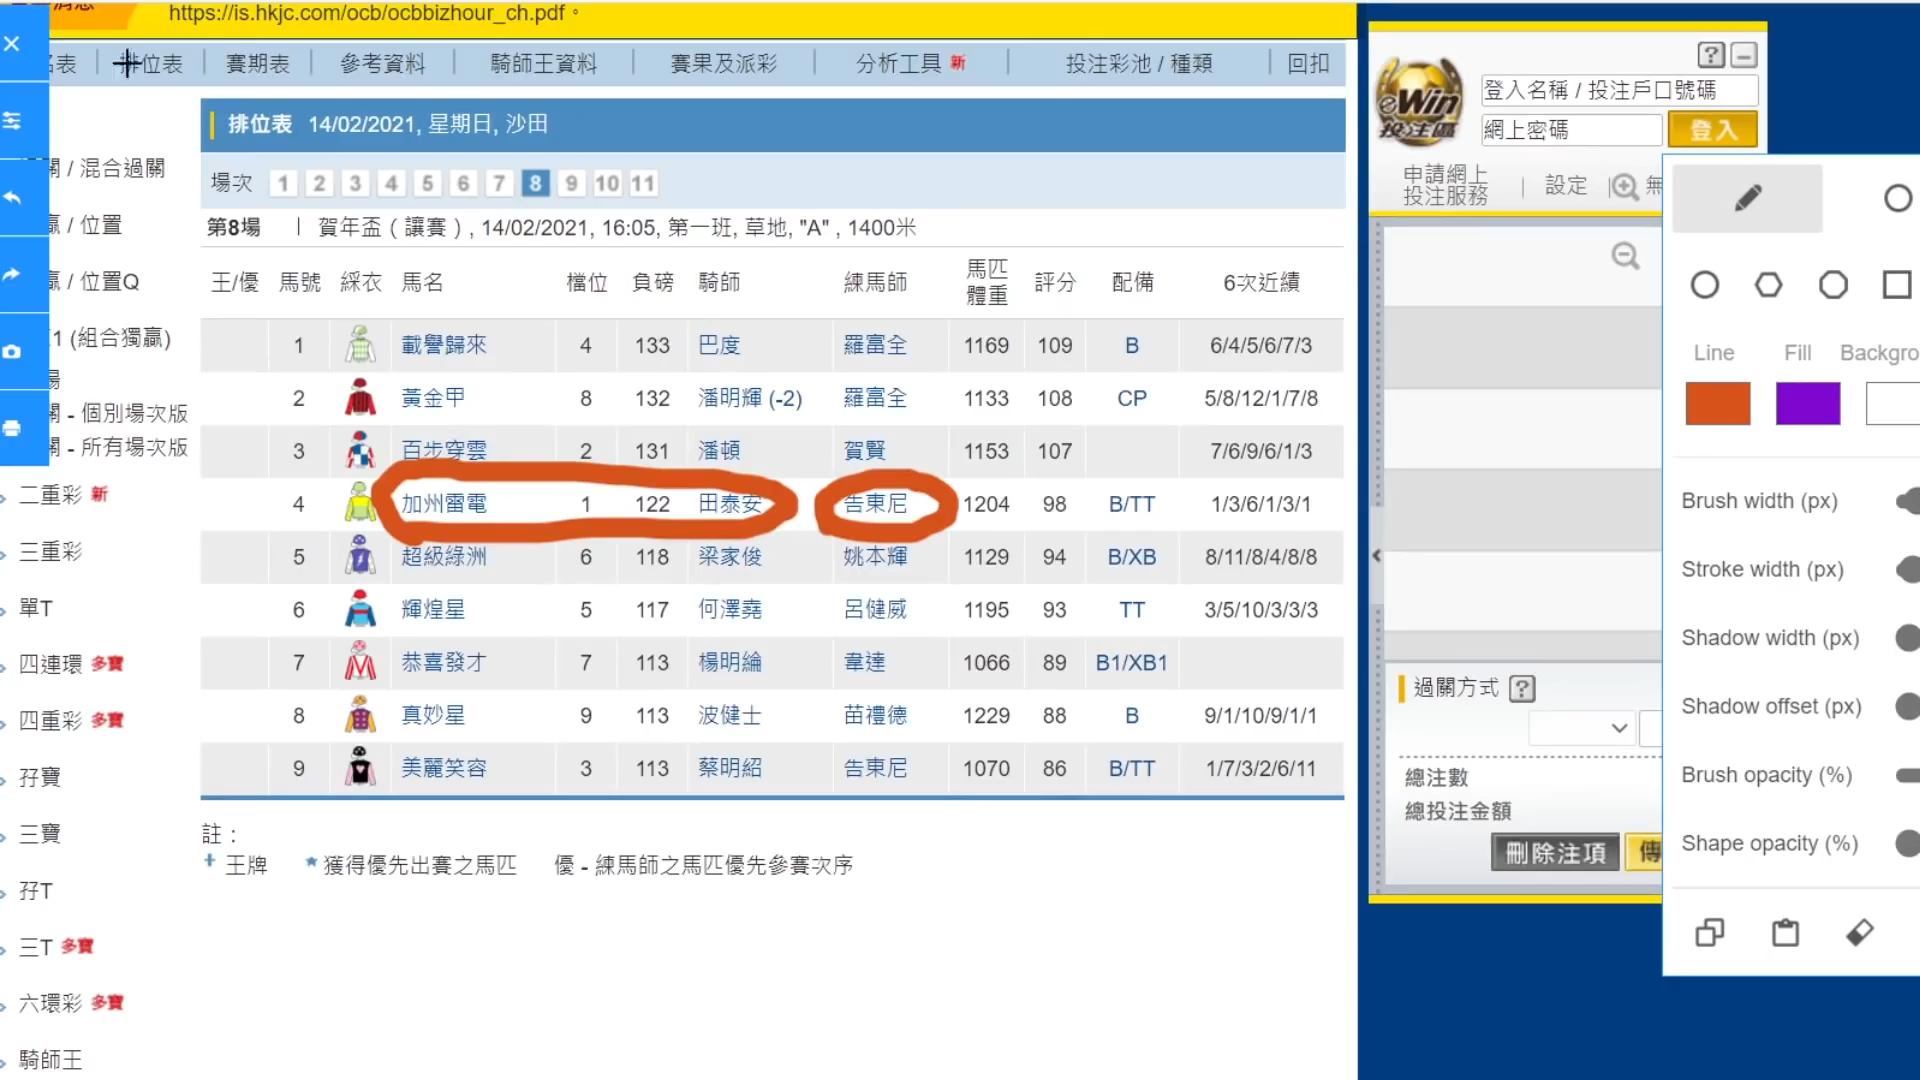 https://is.hkjc.com/ocb/ocbbizhour_ch.pdf。
名表 排位表 賽期表 參考資料 騎師王資料 賽果及派彩 分析工具 新 投注彩池 / 種類 回扣
排位表 14/02/2021, 星期日, 沙田
場次 1 2 3 4 5 6 7 8 9 10 11
第8場 | 賀年盃 ( 讓賽 ) , 14/02/2021, 16:05, 第一班, 草地, "A" , 1400米
王/優 馬號 綵衣 馬名 檔位 負磅 騎師 練馬師 馬匹體重 評分 配備 6次近績
1 載譽歸來 4 133 巴度 羅富全 1169 109 B 6/4/5/6/7/3
2 黃金甲 8 132 潘明輝 (-2) 羅富全 1133 108 CP 5/8/12/1/7/8
3 百步穿雲 2 131 潘頓 賀賢 1153 107 7/6/9/6/1/3
4 加州雷電 1 122 田泰安 告東尼 1204 98 B/TT 1/3/6/1/3/1
5 超級綠洲 6 118 梁家俊 姚本輝 1129 94 B/XB 8/11/8/4/8/8
6 輝煌星 5 117 何澤堯 呂健威 1195 93 TT 3/5/10/3/3/3
7 恭喜發才 7 113 楊明綸 韋達 1066 89 B1/XB1
8 真妙星 9 113 波健士 苗禮德 1229 88 B 9/1/10/9/1/1
9 美麗笑容 3 113 蔡明紹 告東尼 1070 86 B/TT 1/7/3/2/6/11
註 :
王牌 獲得優先出賽之馬匹 優 - 練馬師之馬匹優先參賽次序
/ 混合過關
/ 位置
/ 位置Q
1 (組合獨贏)
場
關 - 個別場次版
關 - 所有場次版
二重彩 新
三重彩
單T
四連環 多寶
四重彩 多寶
孖寶
三寶
孖T
三T 多寶
六環彩 多寶
騎師王
eWin
投注區
登入名稱 / 投注戶口號碼
網上密碼
登入
申請網上
投注服務
設定
無
過關方式 ?
總注數
總投注金額
刪除注項
傳
Line Fill Backgro
Brush width (px)
Stroke width (px)
Shadow width (px)
Shadow offset (px)
Brush opacity (%)
Shape opacity (%)